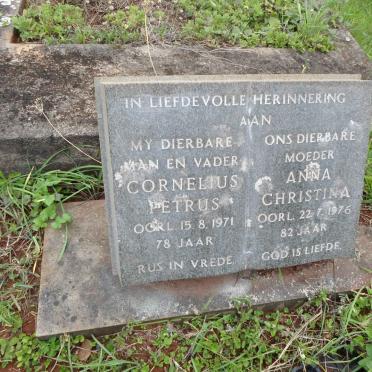 IN LIEFDEVOLLE HERINNERING
AAN
MY DIERBARE
MAN EN VADER
CORNELIUS
PETRUS
OORL. 15.8.1971
78 JAAR
RUS IN VREDE.
ONS DIERBARE
MOEDER
ANNA
CHRISTINA
OORL. 22.7.1976
82 JAAR
GOD IS LIEFDE.